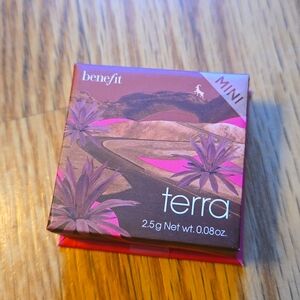 benefit
MINI
terra
2.5g Net wt. 0.08oz.